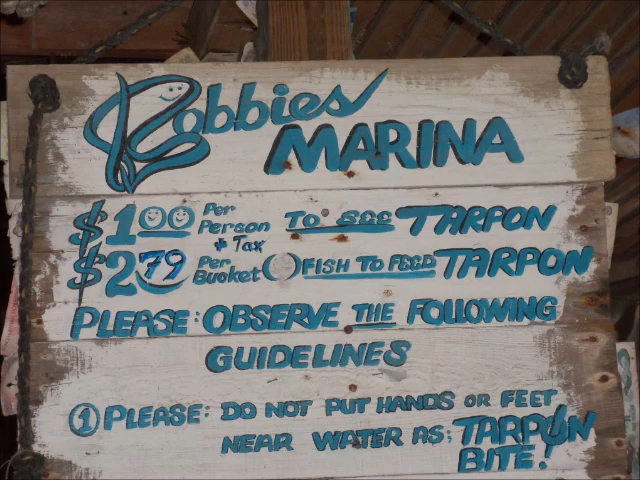 Robbies
MARINA
$1.00 Per Person + Tax To see TARPON
$2.79 Per Bucket ( ) FISH TO FEED TARPON
PLEASE: OBSERVE THE FOLLOWING
GUIDELINES
① PLEASE: DO NOT PUT HANDS OR FEET
NEAR WATER AS; TARPON
BITE!